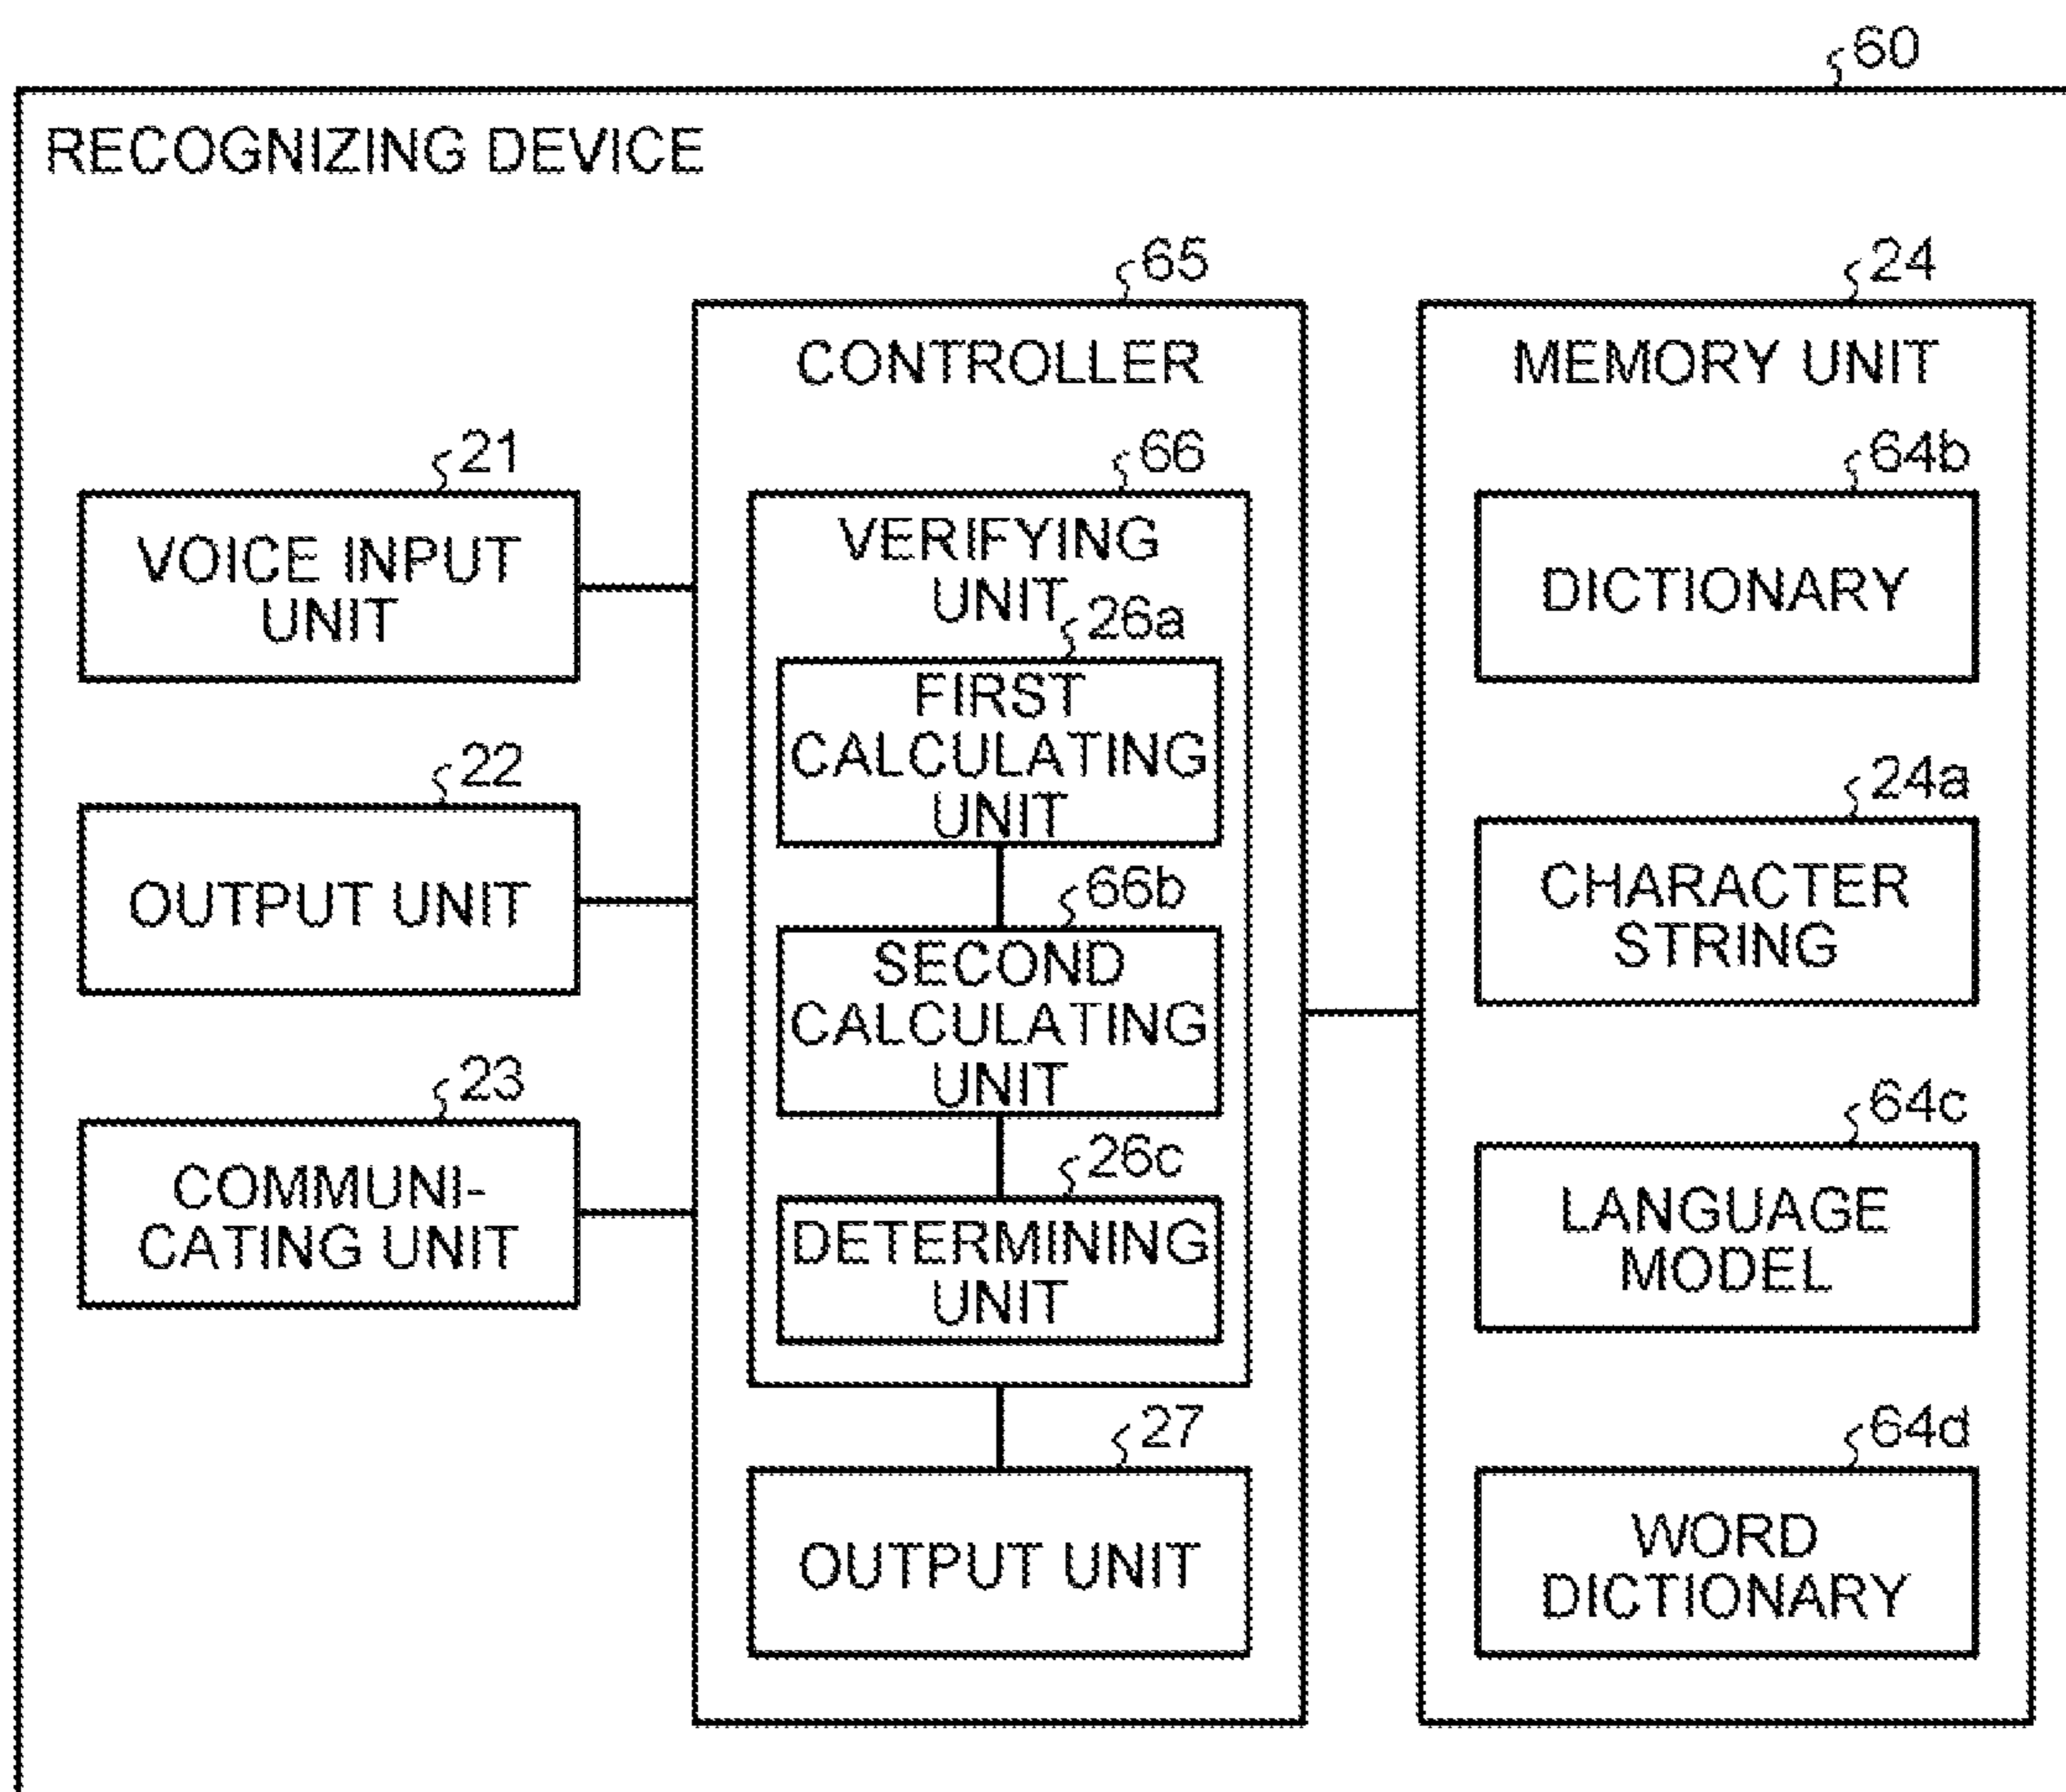 60
RECOGNIZING DEVICE
65
CONTROLLER
24
MEMORY UNIT
21
VOICE INPUT
UNIT
22
OUTPUT UNIT
23
COMMUNI-
CATING UNIT
66
VERIFYING
UNIT
26a
FIRST
CALCULATING
UNIT
66b
SECOND
CALCULATING
UNIT
26c
DETERMINING
UNIT
27
OUTPUT UNIT
64b
DICTIONARY
24a
CHARACTER
STRING
64c
LANGUAGE
MODEL
64d
WORD
DICTIONARY